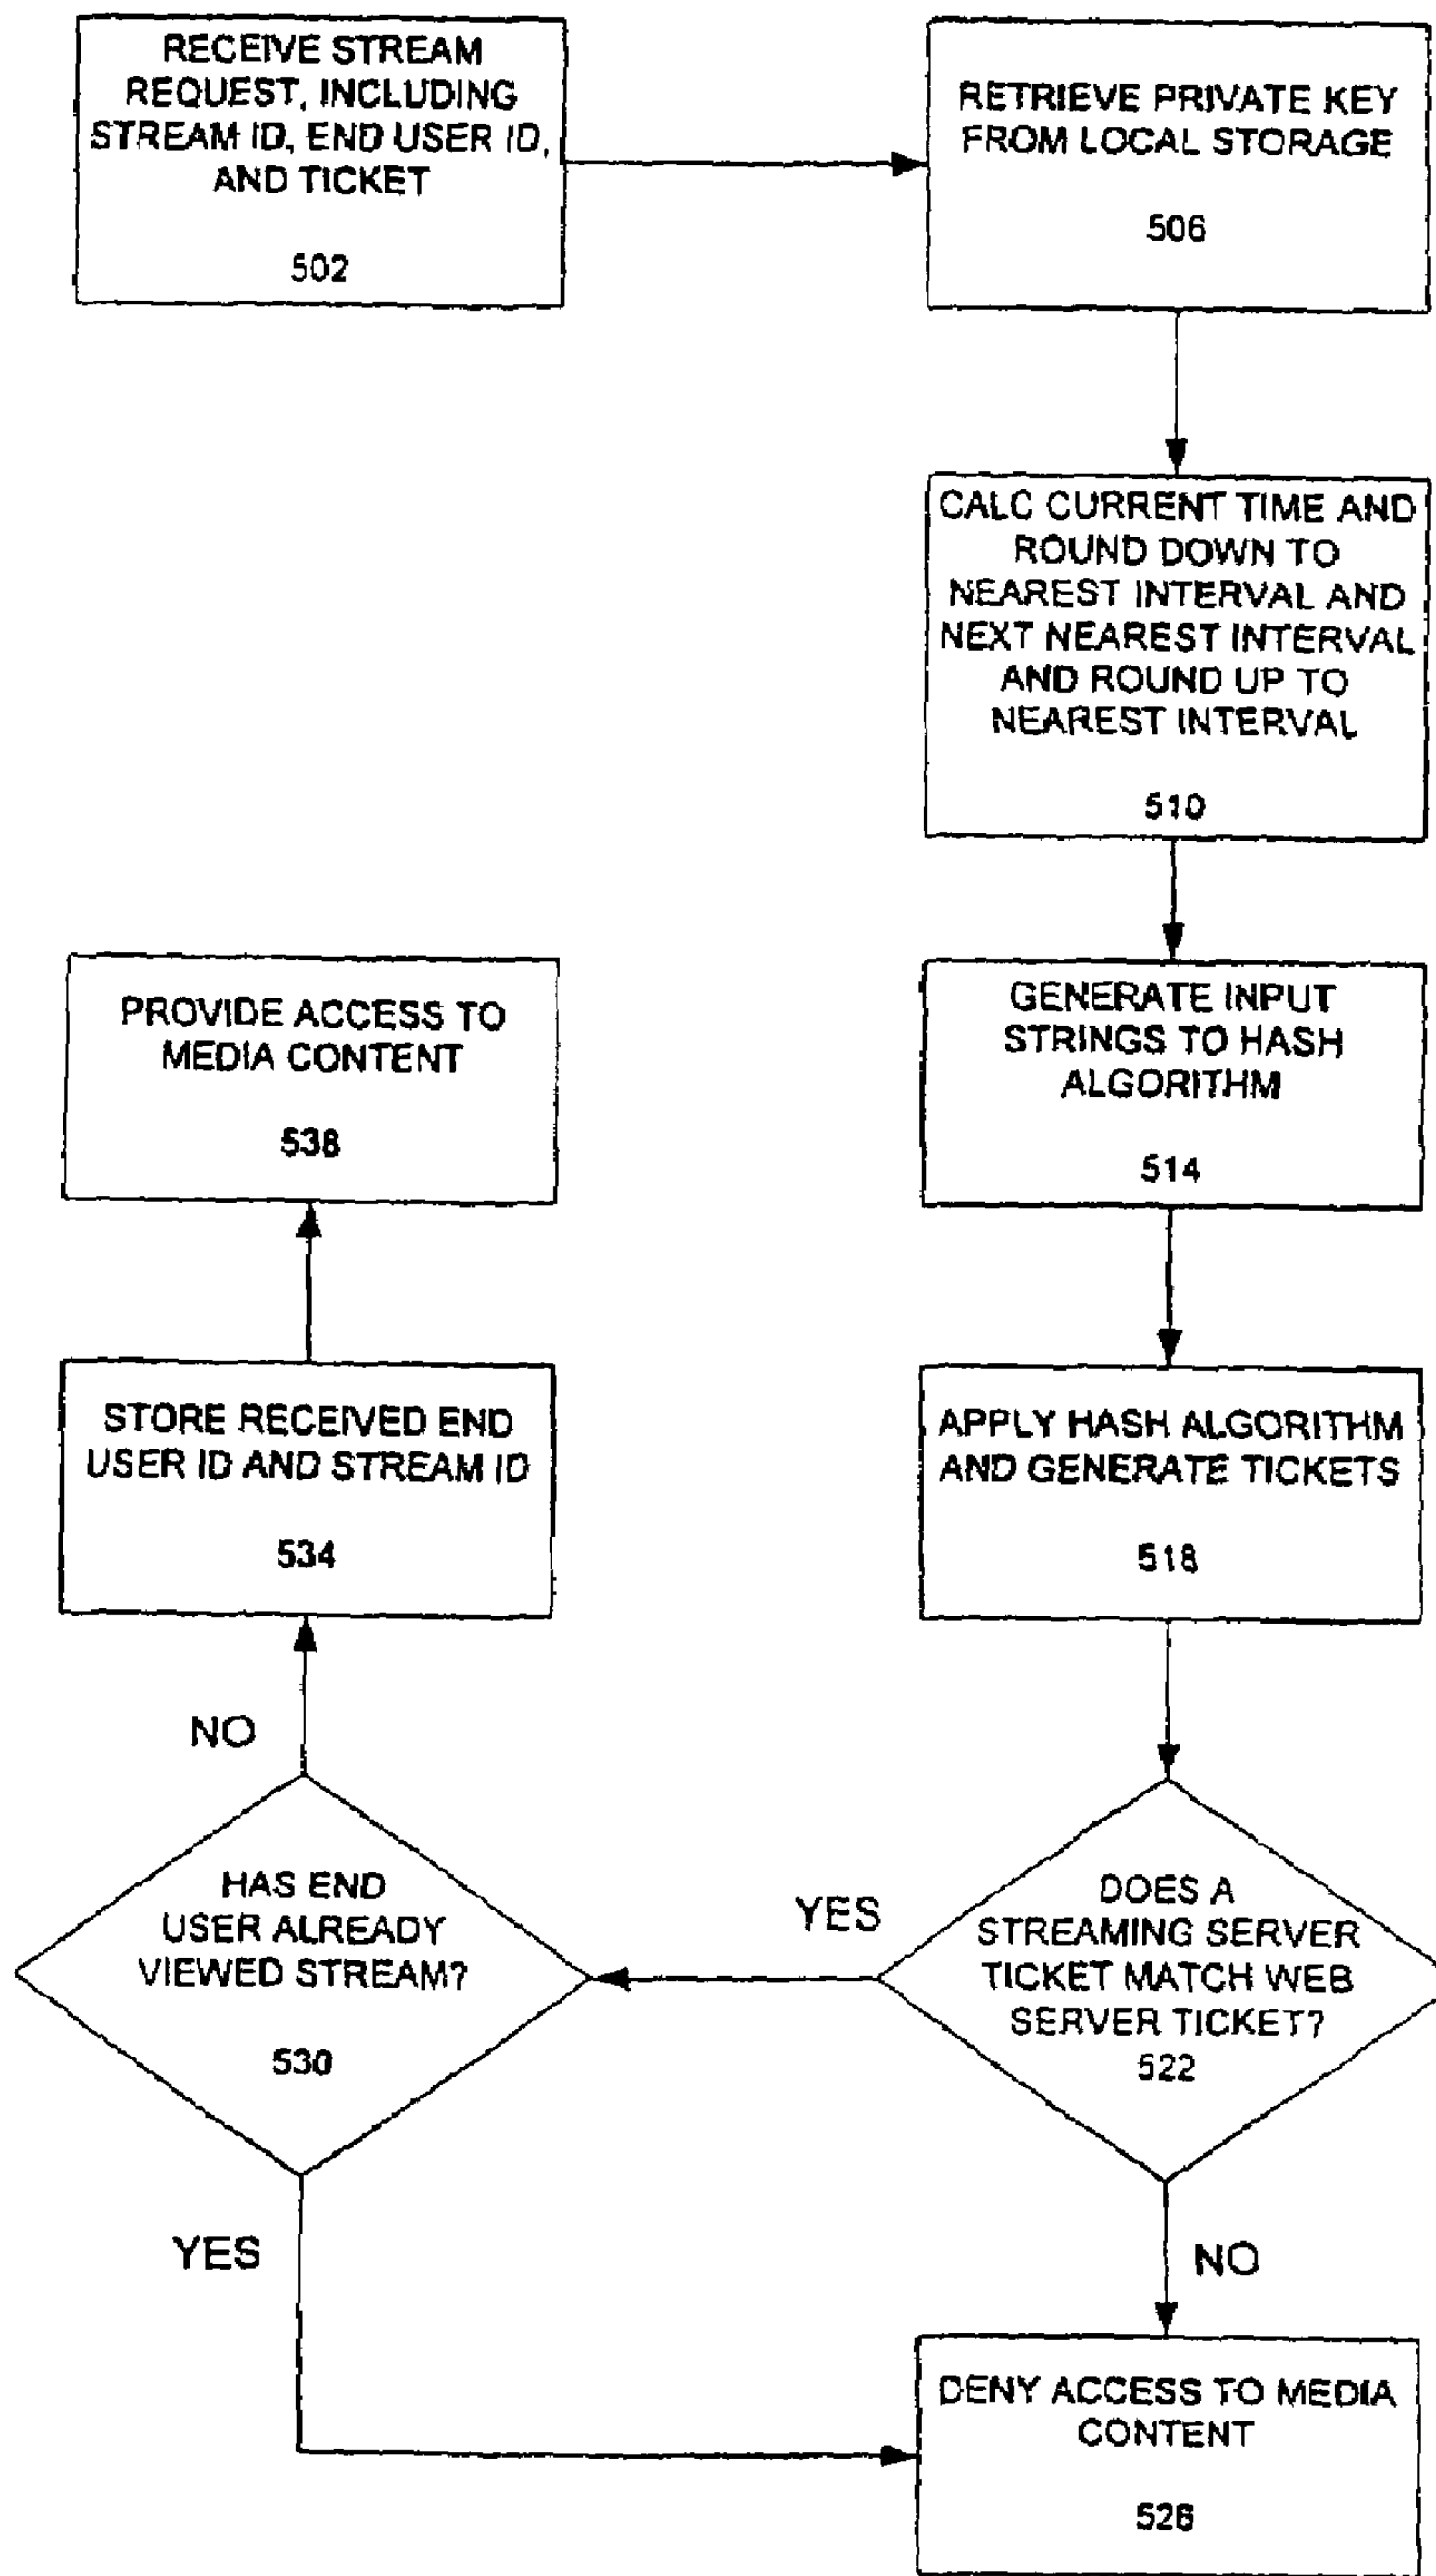 RECEIVE STREAM
REQUEST, INCLUDING
STREAM ID, END USER ID,
AND TICKET
502
RETRIEVE PRIVATE KEY
FROM LOCAL STORAGE
506
CALC CURRENT TIME AND
ROUND DOWN TO
NEAREST INTERVAL AND
NEXT NEAREST INTERVAL
AND ROUND UP TO
NEAREST INTERVAL
510
GENERATE INPUT
STRINGS TO HASH
ALGORITHM
514
APPLY HASH ALGORITHM
AND GENERATE TICKETS
518
DOES A
STREAMING SERVER
TICKET MATCH WEB
SERVER TICKET?
522
YES
NO
HAS END
USER ALREADY
VIEWED STREAM?
530
NO
YES
STORE RECEIVED END
USER ID AND STREAM ID
534
PROVIDE ACCESS TO
MEDIA CONTENT
538
DENY ACCESS TO MEDIA
CONTENT
526